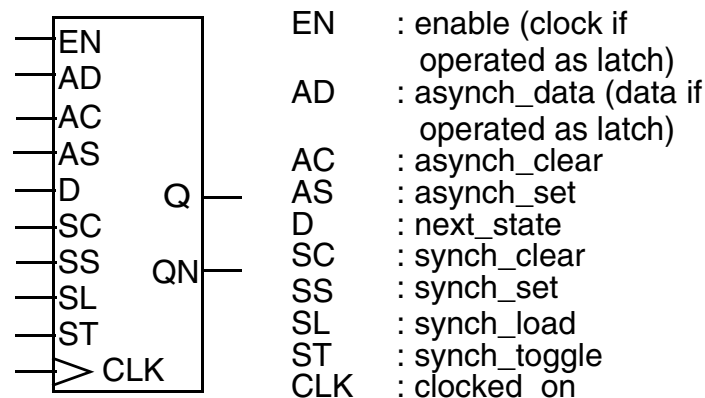 EN
AD
AC
AS
D
SC
SS
SL
ST
CLK
Q
QN
EN : enable (clock if
operated as latch)
AD : asynch_data (data if
operated as latch)
AC : asynch_clear
AS : asynch_set
D : next_state
SC : synch_clear
SS : synch_set
SL : synch_load
ST : synch_toggle
CLK : clocked_on